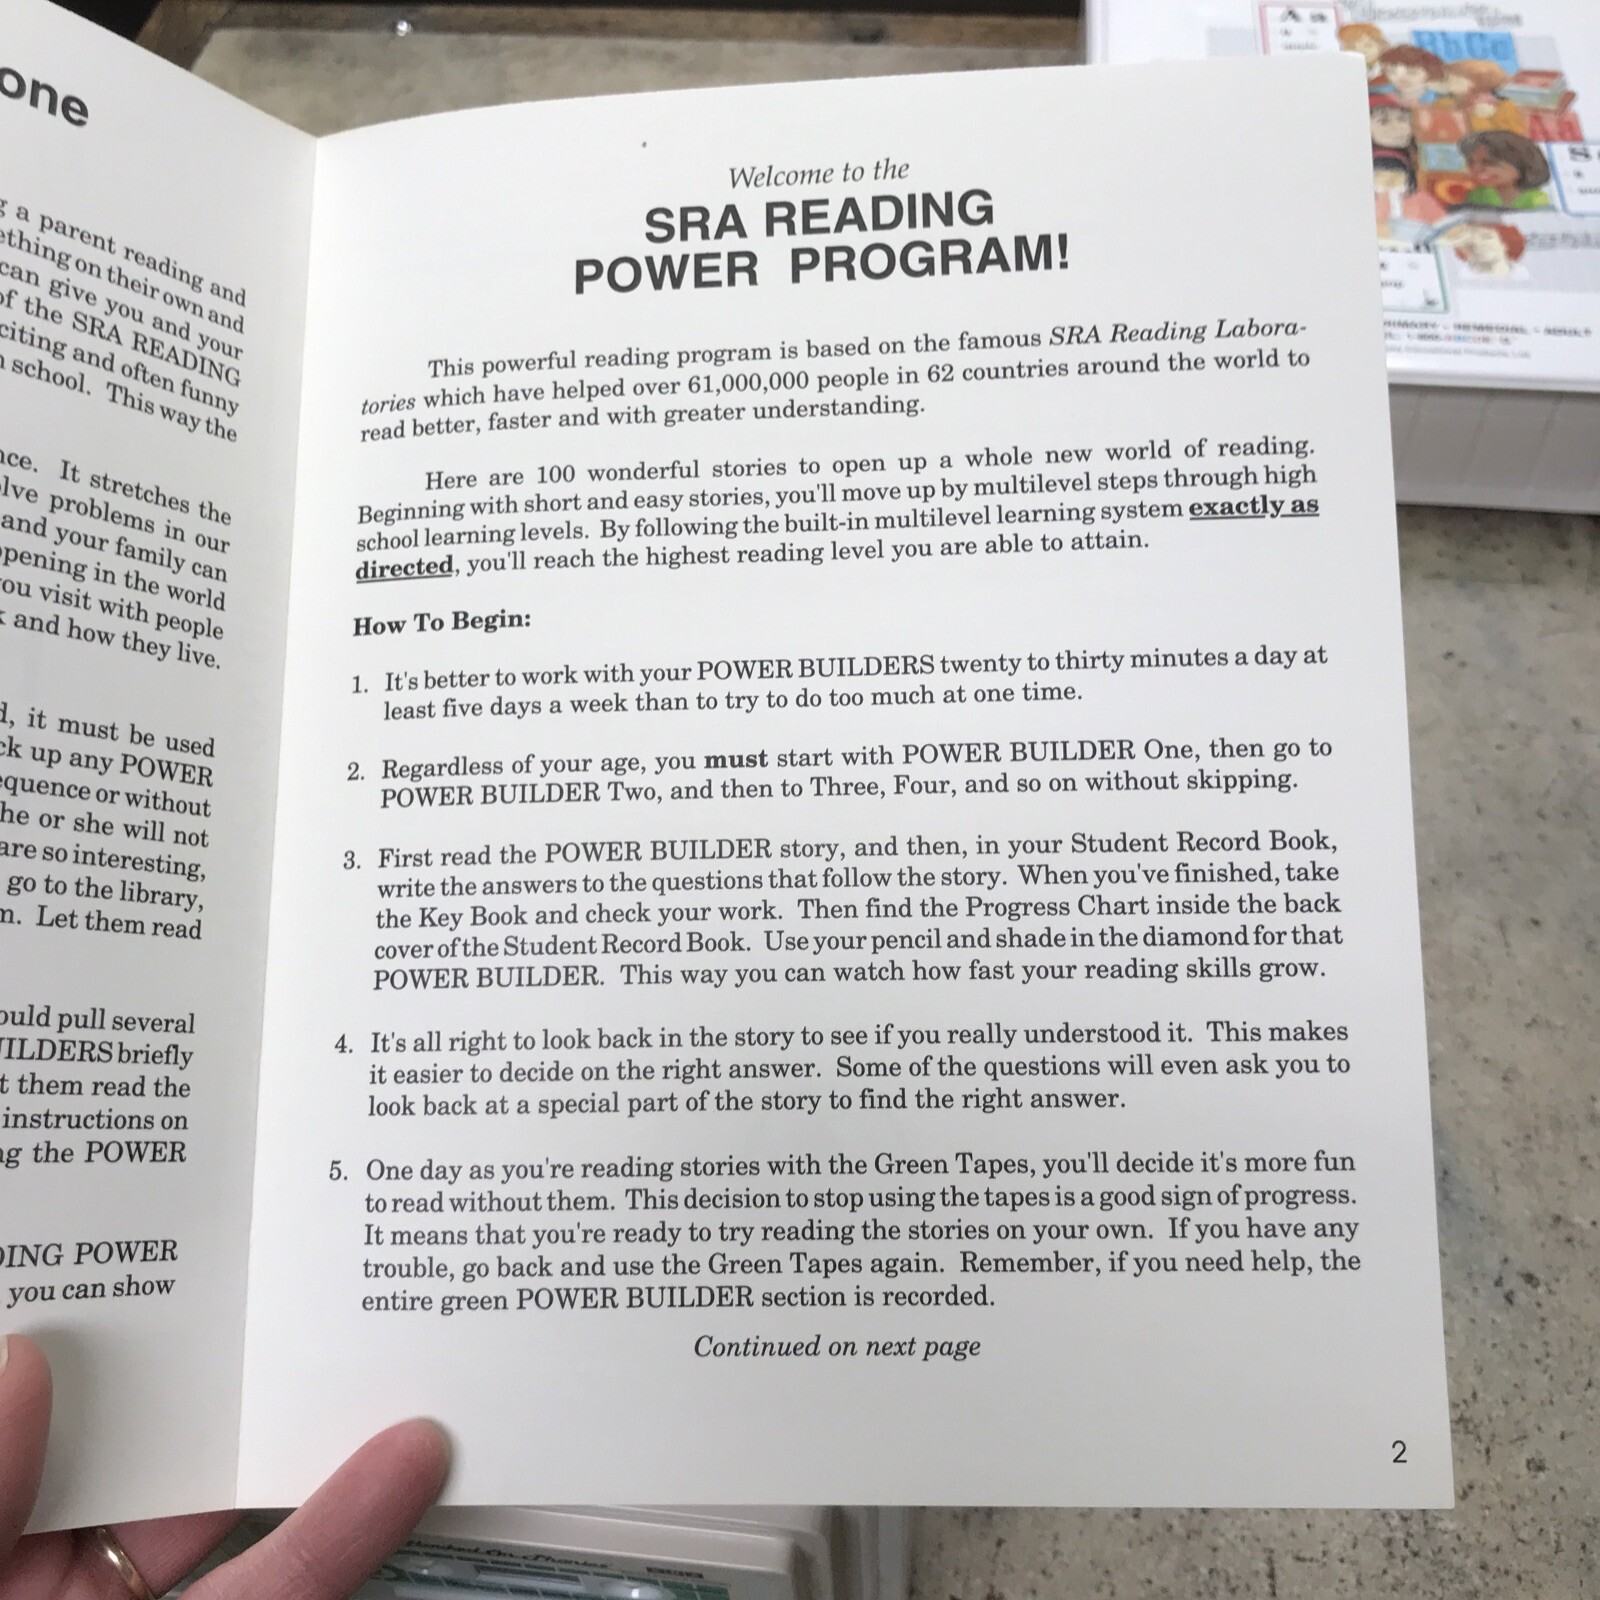 one
g a parent reading and
ething on their own and
can give you and your
of the SRA READING
citing and often funny
school. This way the
nce. It stretches the
lve problems in our
and your family can
pening in the world
ou visit with people
and how they live.
d, it must be used
ck up any POWER
equence or without
he or she will not
are so interesting,
go to the library,
m. Let them read
ould pull several
ILDERS briefly
t them read the
instructions on
ng the POWER
DING POWER
you can show
Welcome to the
SRA READING
POWER PROGRAM!
This powerful reading program is based on the famous SRA Reading Labora-
tories which have helped over 61,000,000 people in 62 countries around the world to
read better, faster and with greater understanding.
Here are 100 wonderful stories to open up a whole new world of reading.
Beginning with short and easy stories, you'll move up by multilevel steps through high
school learning levels. By following the built-in multilevel learning system exactly as
directed, you'll reach the highest reading level you are able to attain.
How To Begin:
1. It's better to work with your POWER BUILDERS twenty to thirty minutes a day at
least five days a week than to try to do too much at one time.
2. Regardless of your age, you must start with POWER BUILDER One, then go to
POWER BUILDER Two, and then to Three, Four, and so on without skipping.
3. First read the POWER BUILDER story, and then, in your Student Record Book,
write the answers to the questions that follow the story. When you've finished, take
the Key Book and check your work. Then find the Progress Chart inside the back
cover of the Student Record Book. Use your pencil and shade in the diamond for that
POWER BUILDER. This way you can watch how fast your reading skills grow.
4. It's all right to look back in the story to see if you really understood it. This makes
it easier to decide on the right answer. Some of the questions will even ask you to
look back at a special part of the story to find the right answer.
5. One day as you're reading stories with the Green Tapes, you'll decide it's more fun
to read without them. This decision to stop using the tapes is a good sign of progress.
It means that you're ready to try reading the stories on your own. If you have any
trouble, go back and use the Green Tapes again. Remember, if you need help, the
entire green POWER BUILDER section is recorded.
Continued on next page
2
Aa
BbCc
Aa